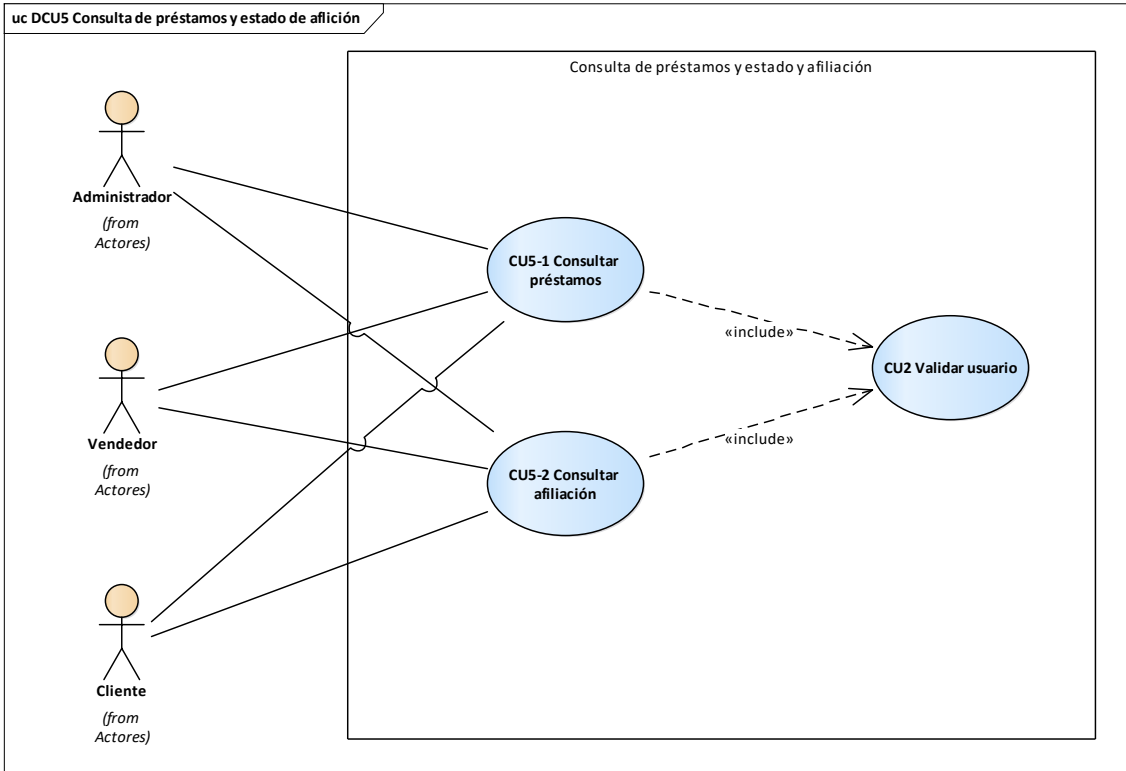 uc DCU5 Consulta de préstamos y estado de aflición
Consulta de préstamos y estado y afiliación
Administrador
(from
Actores)
CU5-1 Consultar
préstamos
«include»
CU2 Validar usuario
Vendedor
(from
Actores)
«include»
CU5-2 Consultar
afiliación
Cliente
(from
Actores)